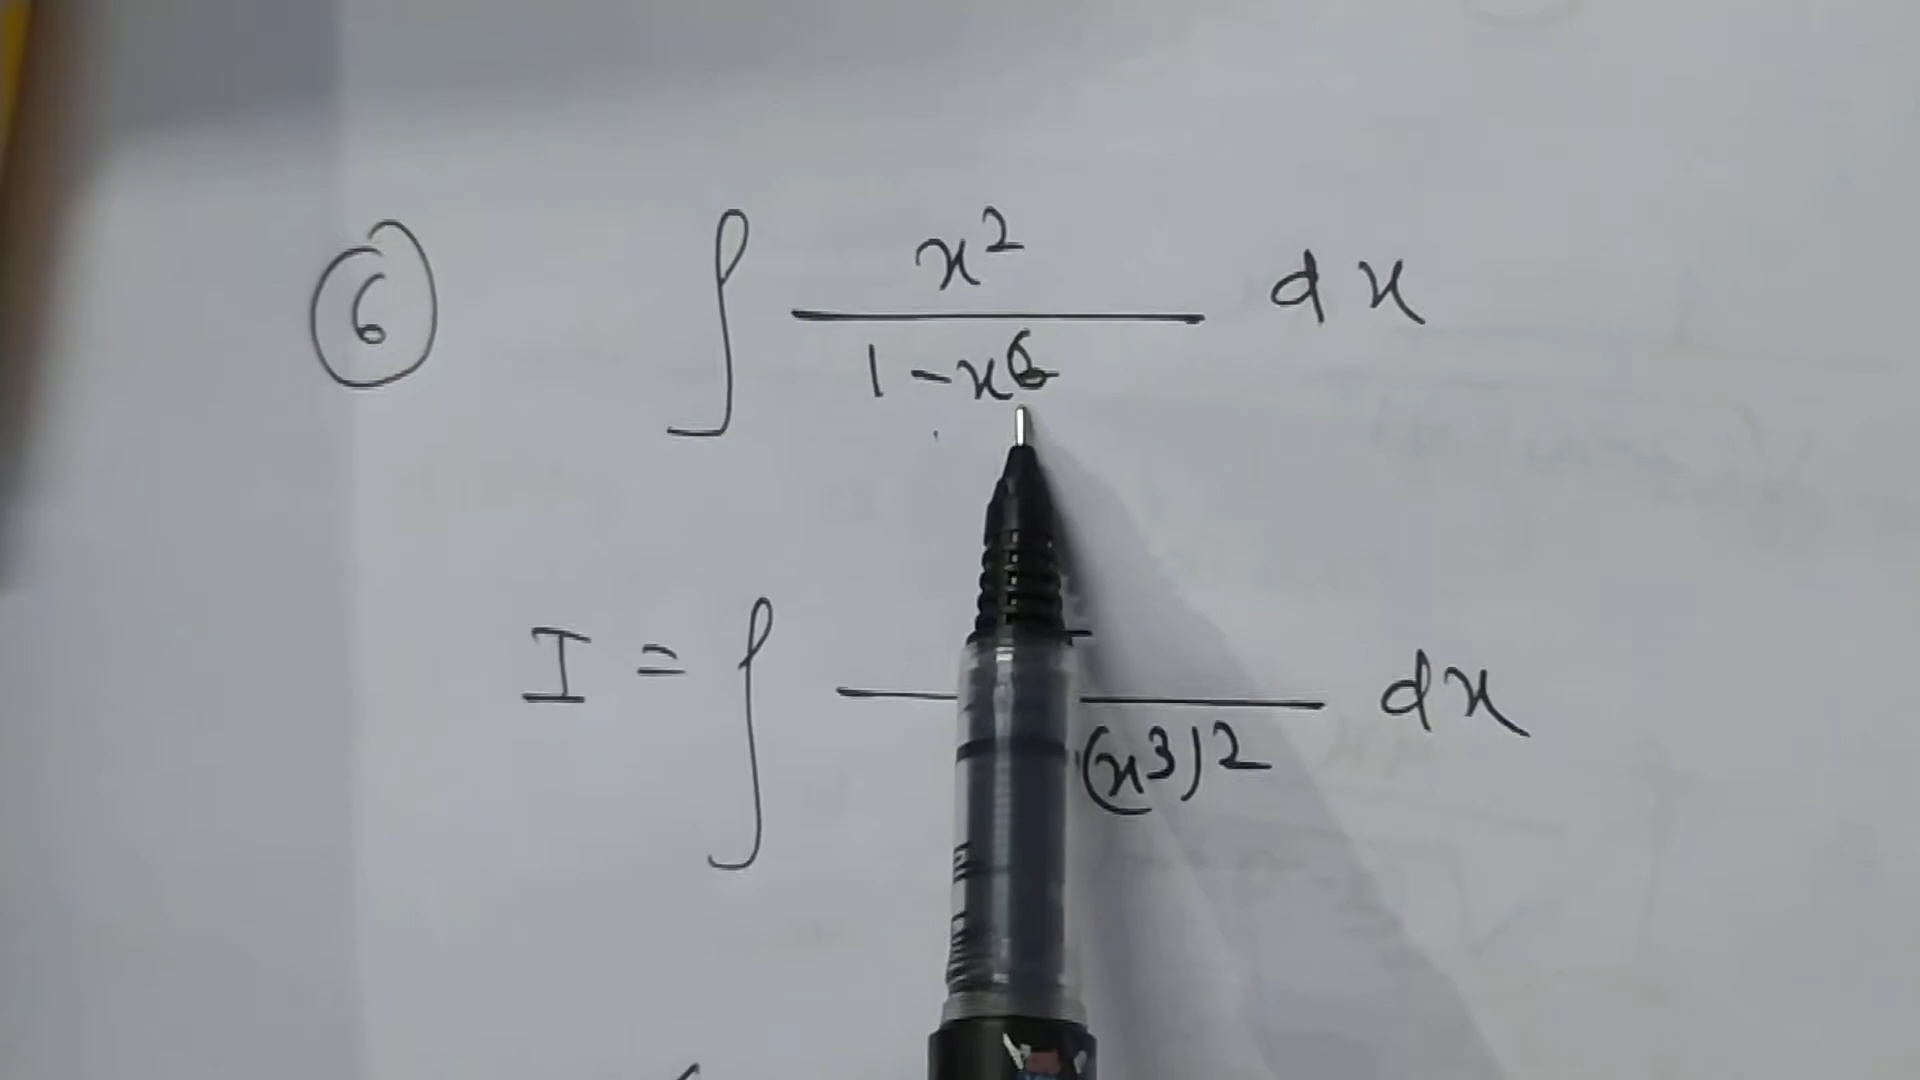 ⑥ ∫ x² / (1 - x⁶) dx
I = ∫ (x³)² dx